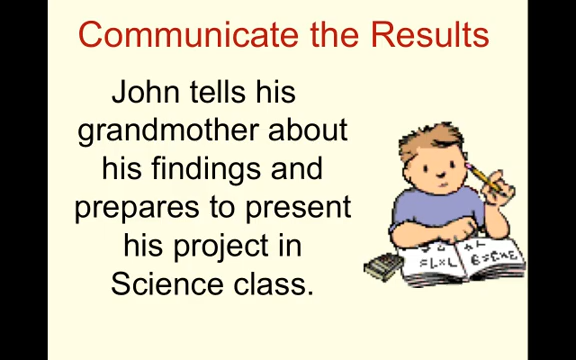 Communicate the Results
John tells his
grandmother about
his findings and
prepares to present
his project in
Science class.